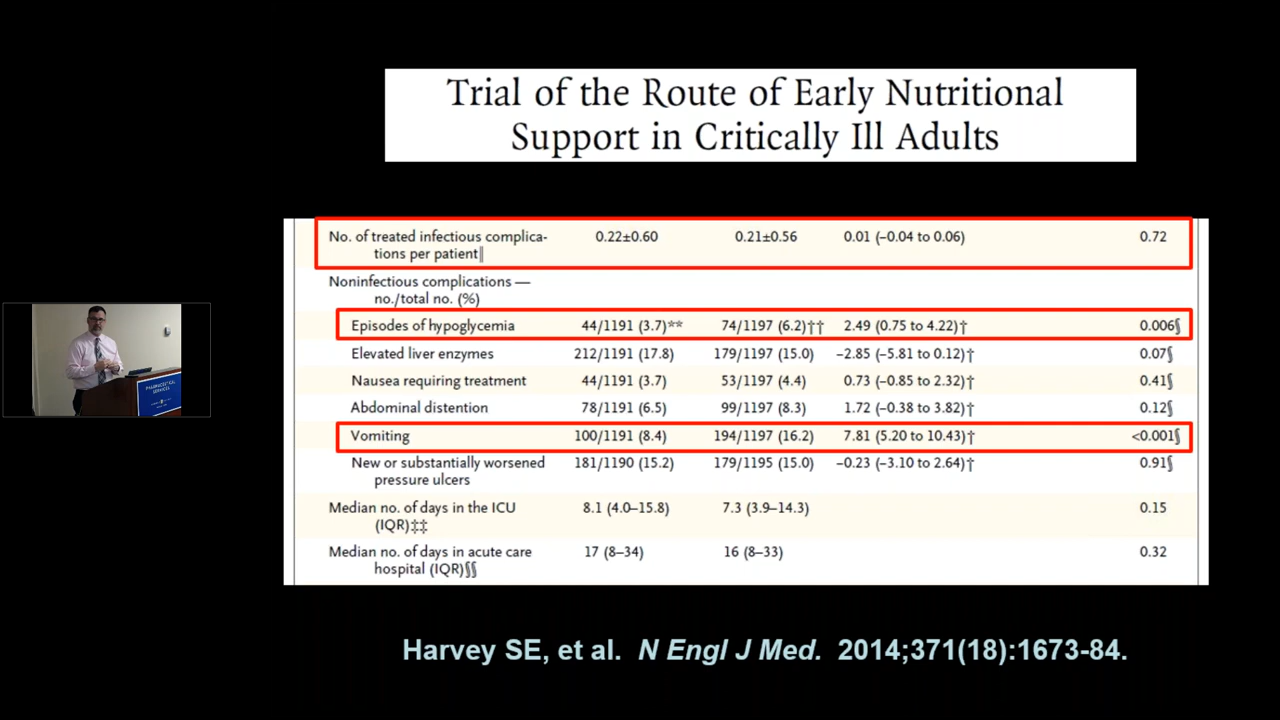 Trial of the Route of Early Nutritional
Support in Critically Ill Adults
No. of treated infectious complica- 0.22±0.60 0.21±0.56 0.01 (–0.04 to 0.06) 0.72
tions per patient‖
Noninfectious complications —
no./total no. (%)
Episodes of hypoglycemia 44/1191 (3.7)** 74/1197 (6.2)†† 2.49 (0.75 to 4.22)† 0.006§
Elevated liver enzymes 212/1191 (17.8) 179/1197 (15.0) –2.85 (–5.81 to 0.12)† 0.07§
Nausea requiring treatment 44/1191 (3.7) 53/1197 (4.4) 0.73 (–0.85 to 2.32)† 0.41§
Abdominal distention 78/1191 (6.5) 99/1197 (8.3) 1.72 (–0.38 to 3.82)† 0.12§
Vomiting 100/1191 (8.4) 194/1197 (16.2) 7.81 (5.20 to 10.43)† <0.001§
New or substantially worsened 181/1190 (15.2) 179/1195 (15.0) –0.23 (–3.10 to 2.64)† 0.91§
pressure ulcers
Median no. of days in the ICU 8.1 (4.0–15.8) 7.3 (3.9–14.3) 0.15
(IQR)‡‡
Median no. of days in acute care 17 (8–34) 16 (8–33) 0.32
hospital (IQR)§§
PHARMACEUTICAL
SERVICES
Harvey SE, et al. N Engl J Med. 2014;371(18):1673-84.